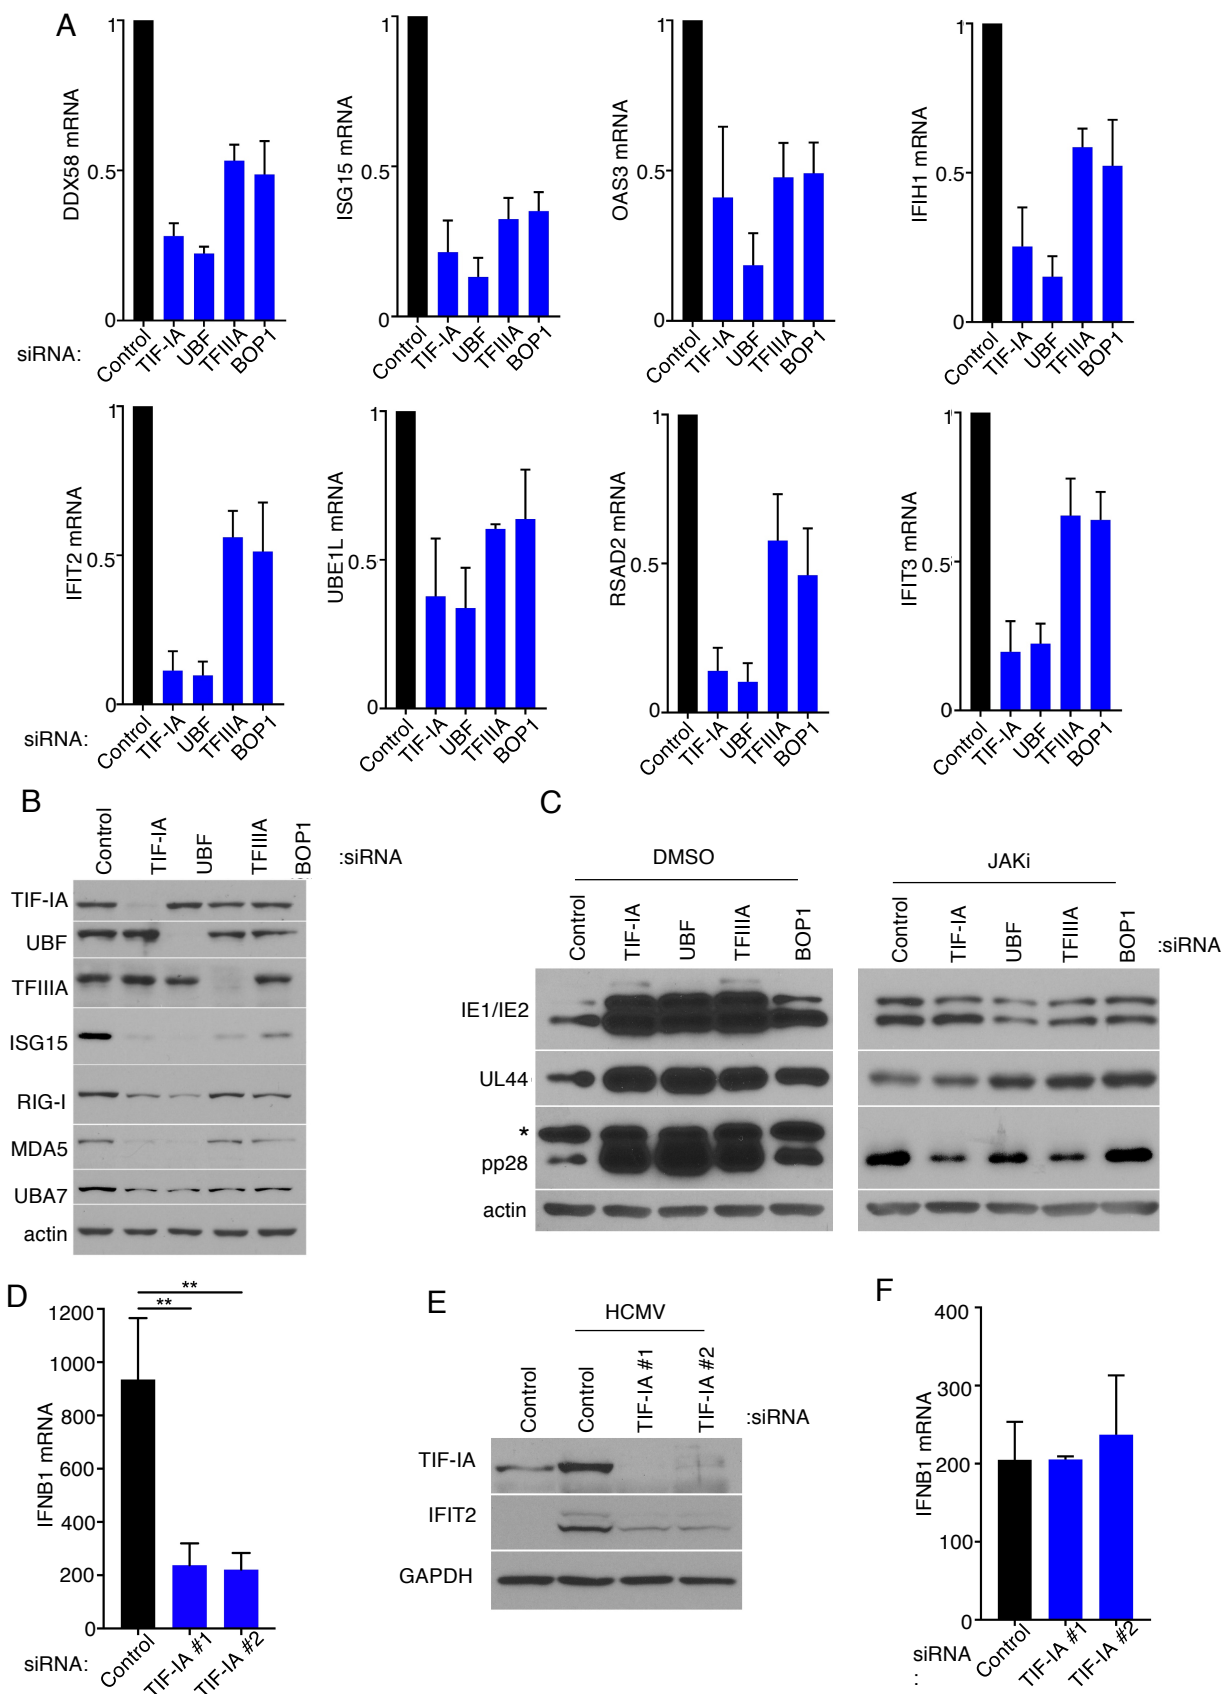 A
DDX58 mRNA
1
0.5
0
Control
TIF-IA
UBF
TFIIIA
BOP1
siRNA:
ISG15 mRNA
1
0.5
0
Control
TIF-IA
UBF
TFIIIA
BOP1
OAS3 mRNA
1
0.5
0
Control
TIF-IA
UBF
TFIIIA
BOP1
IFIH1 mRNA
1
0.5
0
Control
TIF-IA
UBF
TFIIIA
BOP1
IFIT2 mRNA
1
0.5
0
Control
TIF-IA
UBF
TFIIIA
BOP1
siRNA:
UBE1L mRNA
1
0.5
0
Control
TIF-IA
UBF
TFIIIA
BOP1
RSAD2 mRNA
1
0.5
0
Control
TIF-IA
UBF
TFIIIA
BOP1
IFIT3 mRNA
1
0.5
0
Control
TIF-IA
UBF
TFIIIA
BOP1
B
Control
TIF-IA
UBF
TFIIIA
BOP1
:siRNA
TIF-IA
UBF
TFIIIA
ISG15
RIG-I
MDA5
UBA7
actin
C
DMSO
JAKi
Control
TIF-IA
UBF
TFIIIA
BOP1
Control
TIF-IA
UBF
TFIIIA
BOP1
:siRNA
IE1/IE2
UL44
*
pp28
actin
D
**
**
IFNB1 mRNA
1200
1000
800
600
400
200
0
siRNA:
Control
TIF-IA #1
TIF-IA #2
E
HCMV
Control
Control
TIF-IA #1
TIF-IA #2
:siRNA
TIF-IA
IFIT2
GAPDH
F
IFNB1 mRNA
400
300
200
100
0
siRNA
:
Control
TIF-IA #1
TIF-IA #2